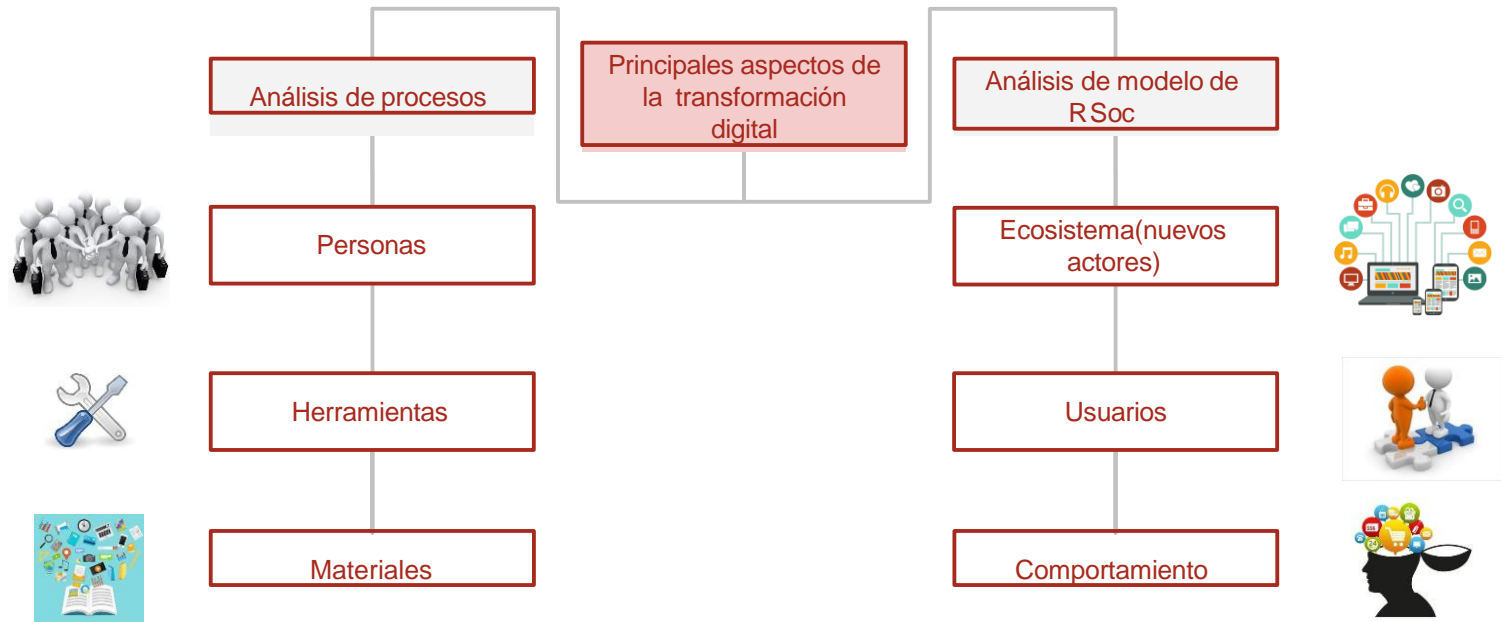 Principales aspectos de
la transformación
digital
Análisis de procesos
Personas
Herramientas
Materiales
Análisis de modelo de
RSoc
Ecosistema(nuevos
actores)
Usuarios
Comportamiento